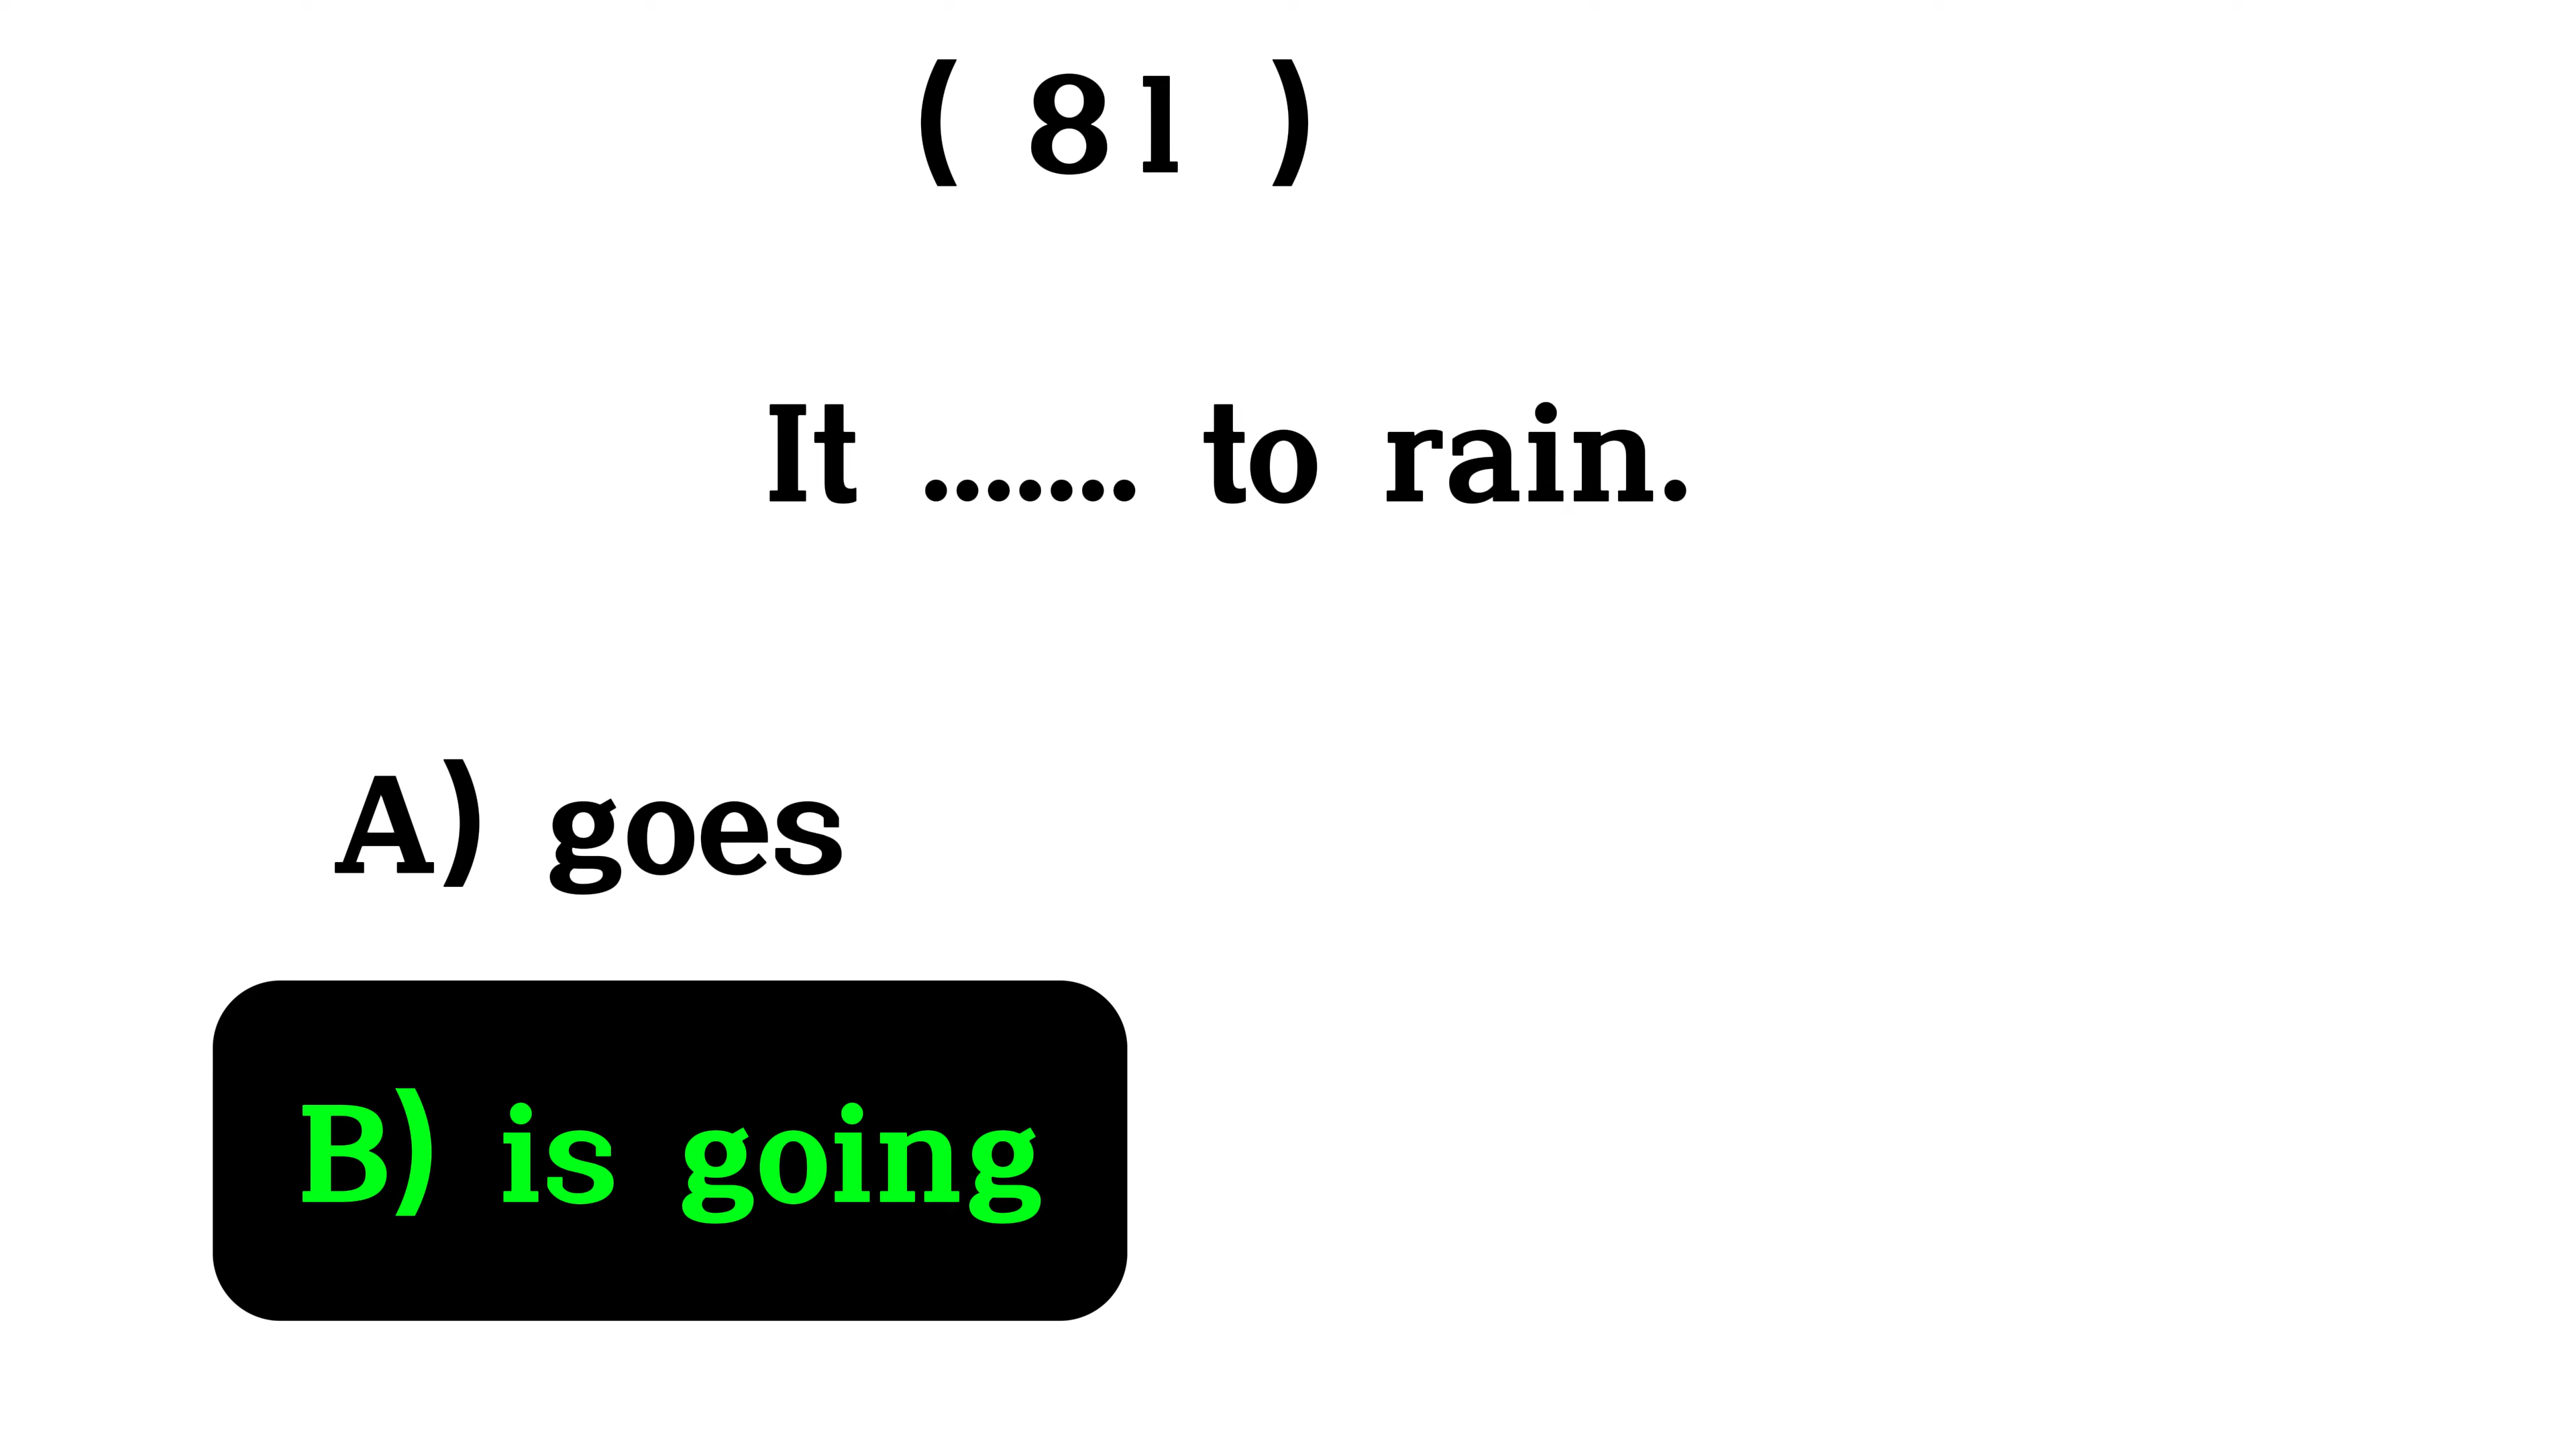 ( 81 )
It ....... to rain.
A) goes
B) is going